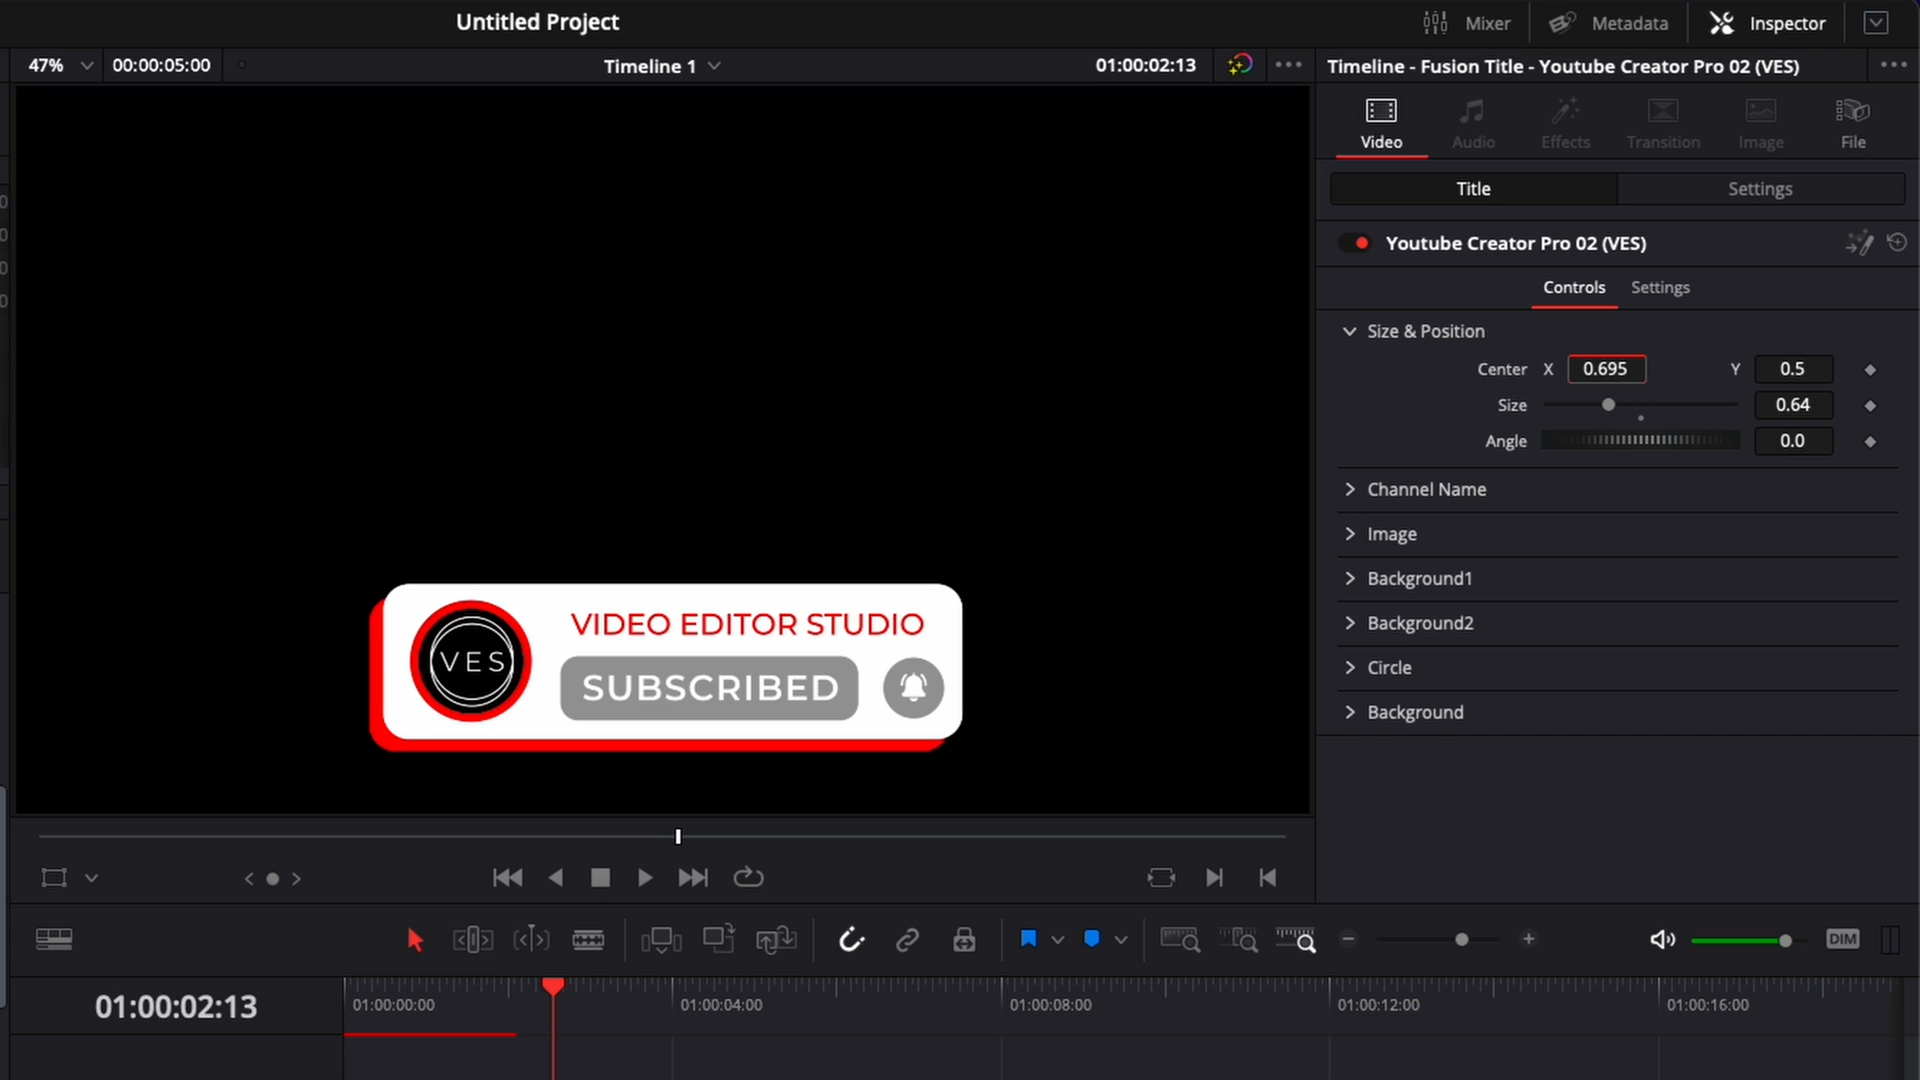 Untitled Project
Mixer
Metadata
Inspector
47%
00:00:05:00
Timeline 1
01:00:02:13
Timeline - Fusion Title - Youtube Creator Pro 02 (VES)
Video
Audio
Effects
Transition
Image
File
Title
Settings
Youtube Creator Pro 02 (VES)
Controls
Settings
Size & Position
Center X 0.695 Y 0.5
Size 0.64
Angle 0.0
Channel Name
Image
Background1
Background2
Circle
Background
VES
VIDEO EDITOR STUDIO
SUBSCRIBED
DIM
01:00:02:13
01:00:00:00
01:00:04:00
01:00:08:00
01:00:12:00
01:00:16:00